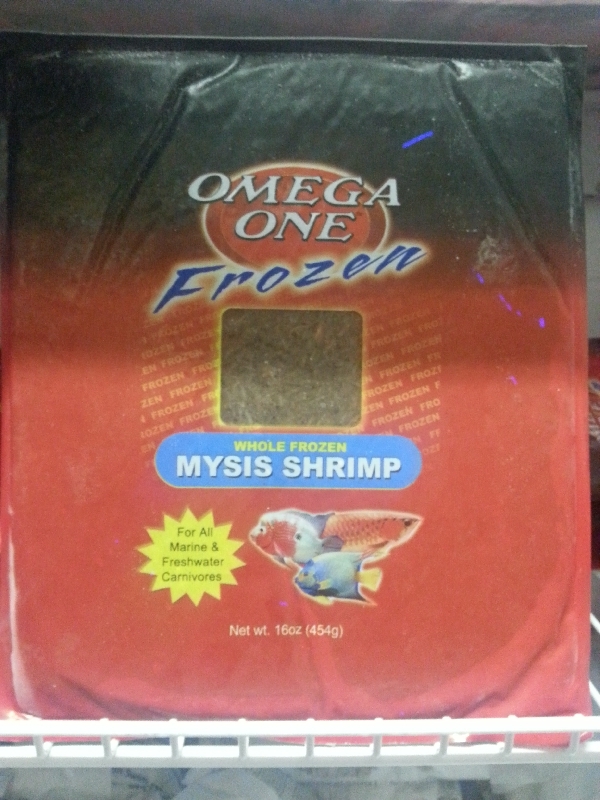 OMEGA
ONE
Frozen
WHOLE FROZEN
MYSIS SHRIMP
For All
Marine &
Freshwater
Carnivores
Net wt. 16oz (454g)